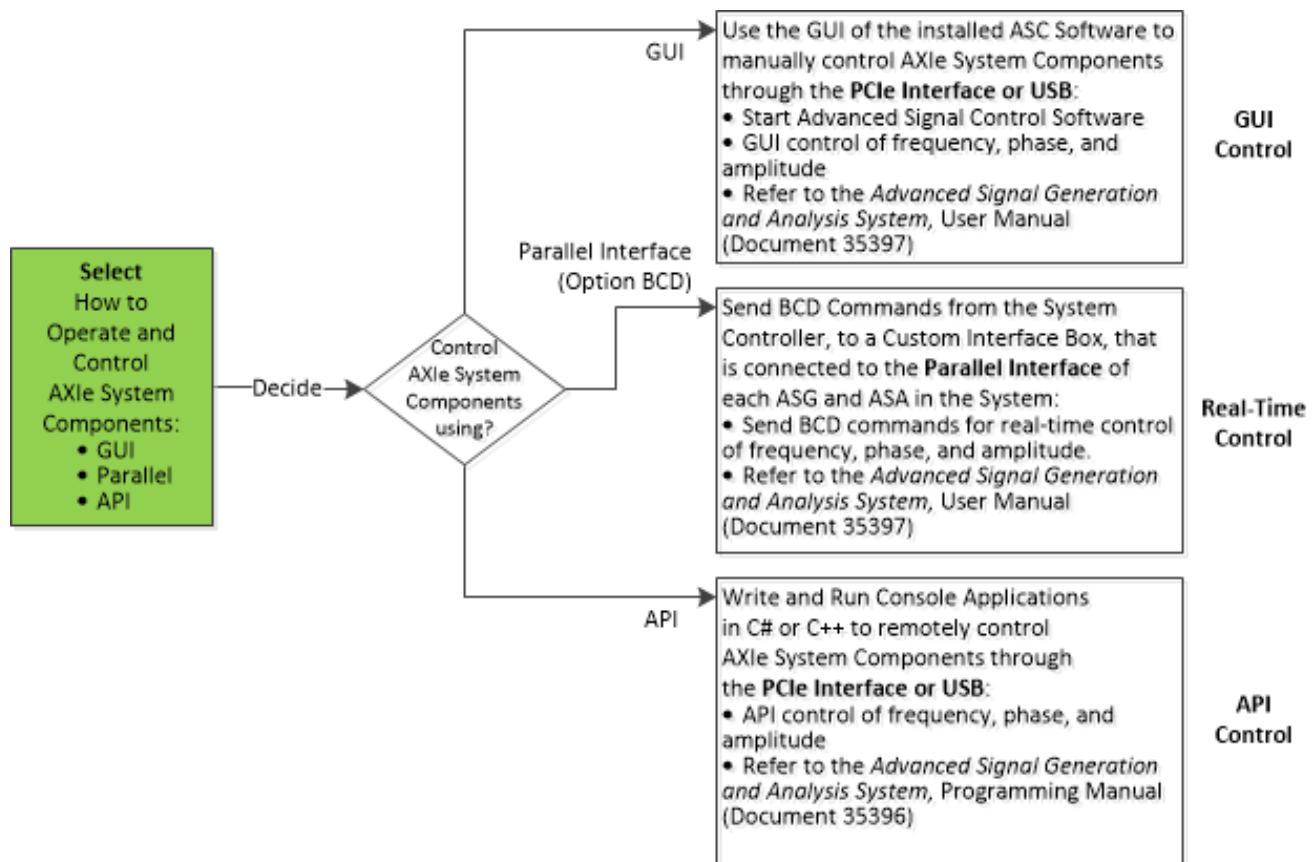 Select
How to
Operate and
Control
AXIe System
Components:
• GUI
• Parallel
• API
Decide
Control
AXIe System
Components
using?
GUI
Use the GUI of the installed ASC Software to
manually control AXIe System Components
through the PCIe Interface or USB:
• Start Advanced Signal Control Software
• GUI control of frequency, phase, and
amplitude
• Refer to the Advanced Signal Generation
and Analysis System, User Manual
(Document 35397)
GUI
Control
Parallel Interface
(Option BCD)
Send BCD Commands from the System
Controller, to a Custom Interface Box, that
is connected to the Parallel Interface of
each ASG and ASA in the System:
• Send BCD commands for real-time control
of frequency, phase, and amplitude.
• Refer to the Advanced Signal Generation
and Analysis System, User Manual
(Document 35397)
Real-Time
Control
API
Write and Run Console Applications
in C# or C++ to remotely control
AXIe System Components through
the PCIe Interface or USB:
• API control of frequency, phase, and
amplitude
• Refer to the Advanced Signal Generation
and Analysis System, Programming Manual
(Document 35396)
API
Control